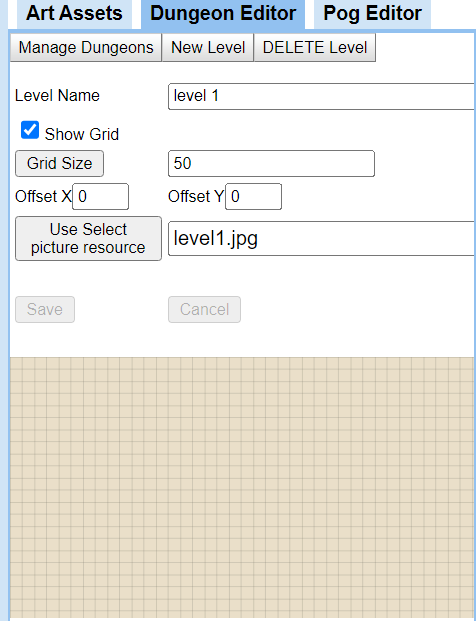 Art Assets Dungeon Editor Pog Editor
Manage Dungeons New Level DELETE Level
Level Name level 1
Show Grid
Grid Size 50
Offset X 0 Offset Y 0
Use Select
picture resource level1.jpg
Save Cancel